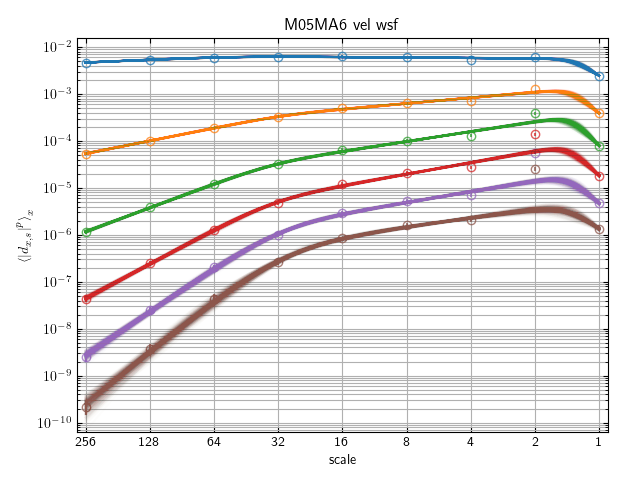 M05MA6 vel wsf
10⁻²
10⁻³
10⁻⁴
10⁻⁵
10⁻⁶
10⁻⁷
10⁻⁸
10⁻⁹
10⁻¹⁰
⟨|d_{x,s}|^p⟩_x
256 128 64 32 16 8 4 2 1
scale